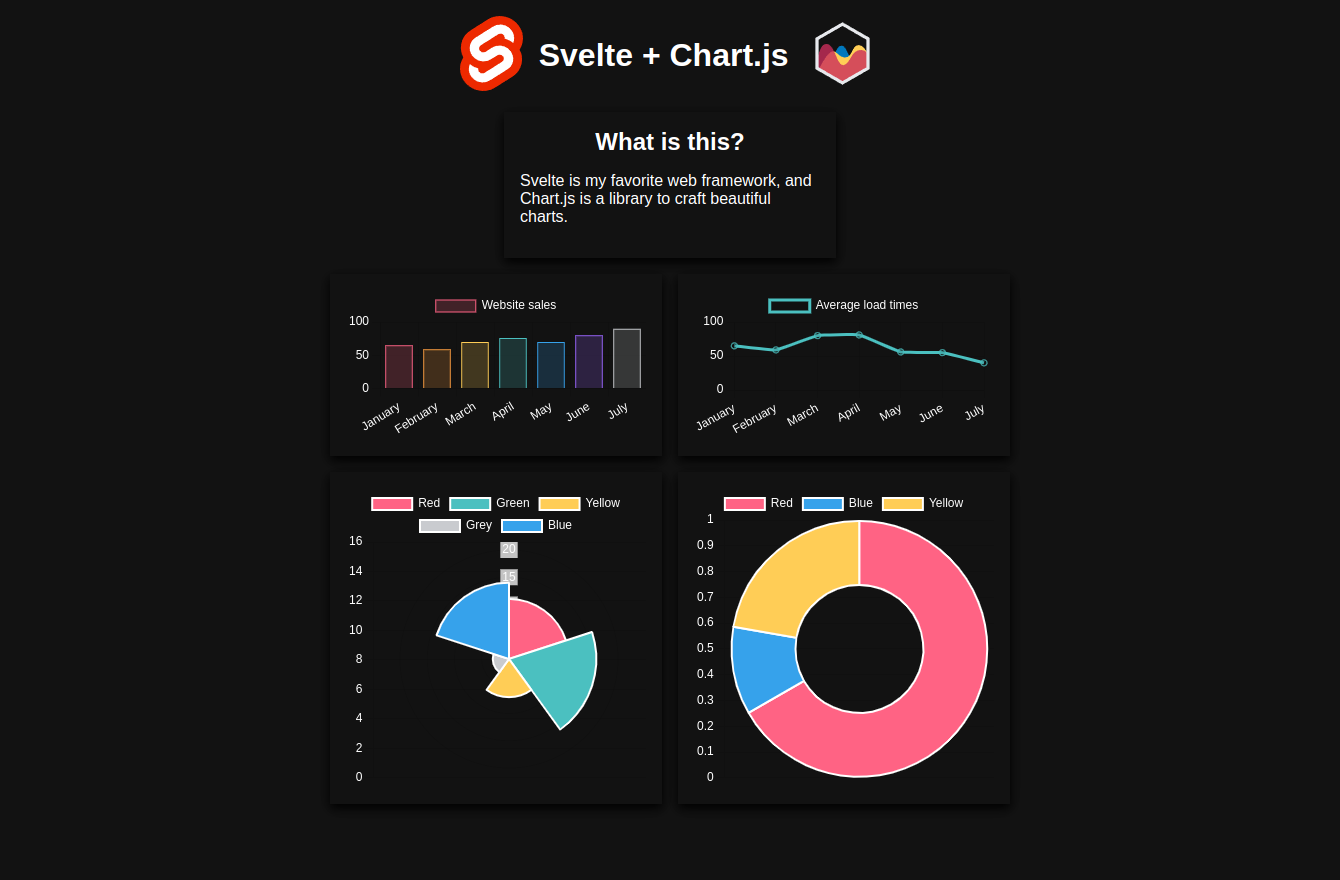 Svelte + Chart.js
What is this?
Svelte is my favorite web framework, and
Chart.js is a library to craft beautiful
charts.
Website sales
100
50
0
January
February
March
April
May
June
July
Average load times
100
50
0
January
February
March
April
May
June
July
Red Green Yellow
Grey Blue
16
14
12
10
8
6
4
2
0
20
15
Red Blue Yellow
1
0.9
0.8
0.7
0.6
0.5
0.4
0.3
0.2
0.1
0